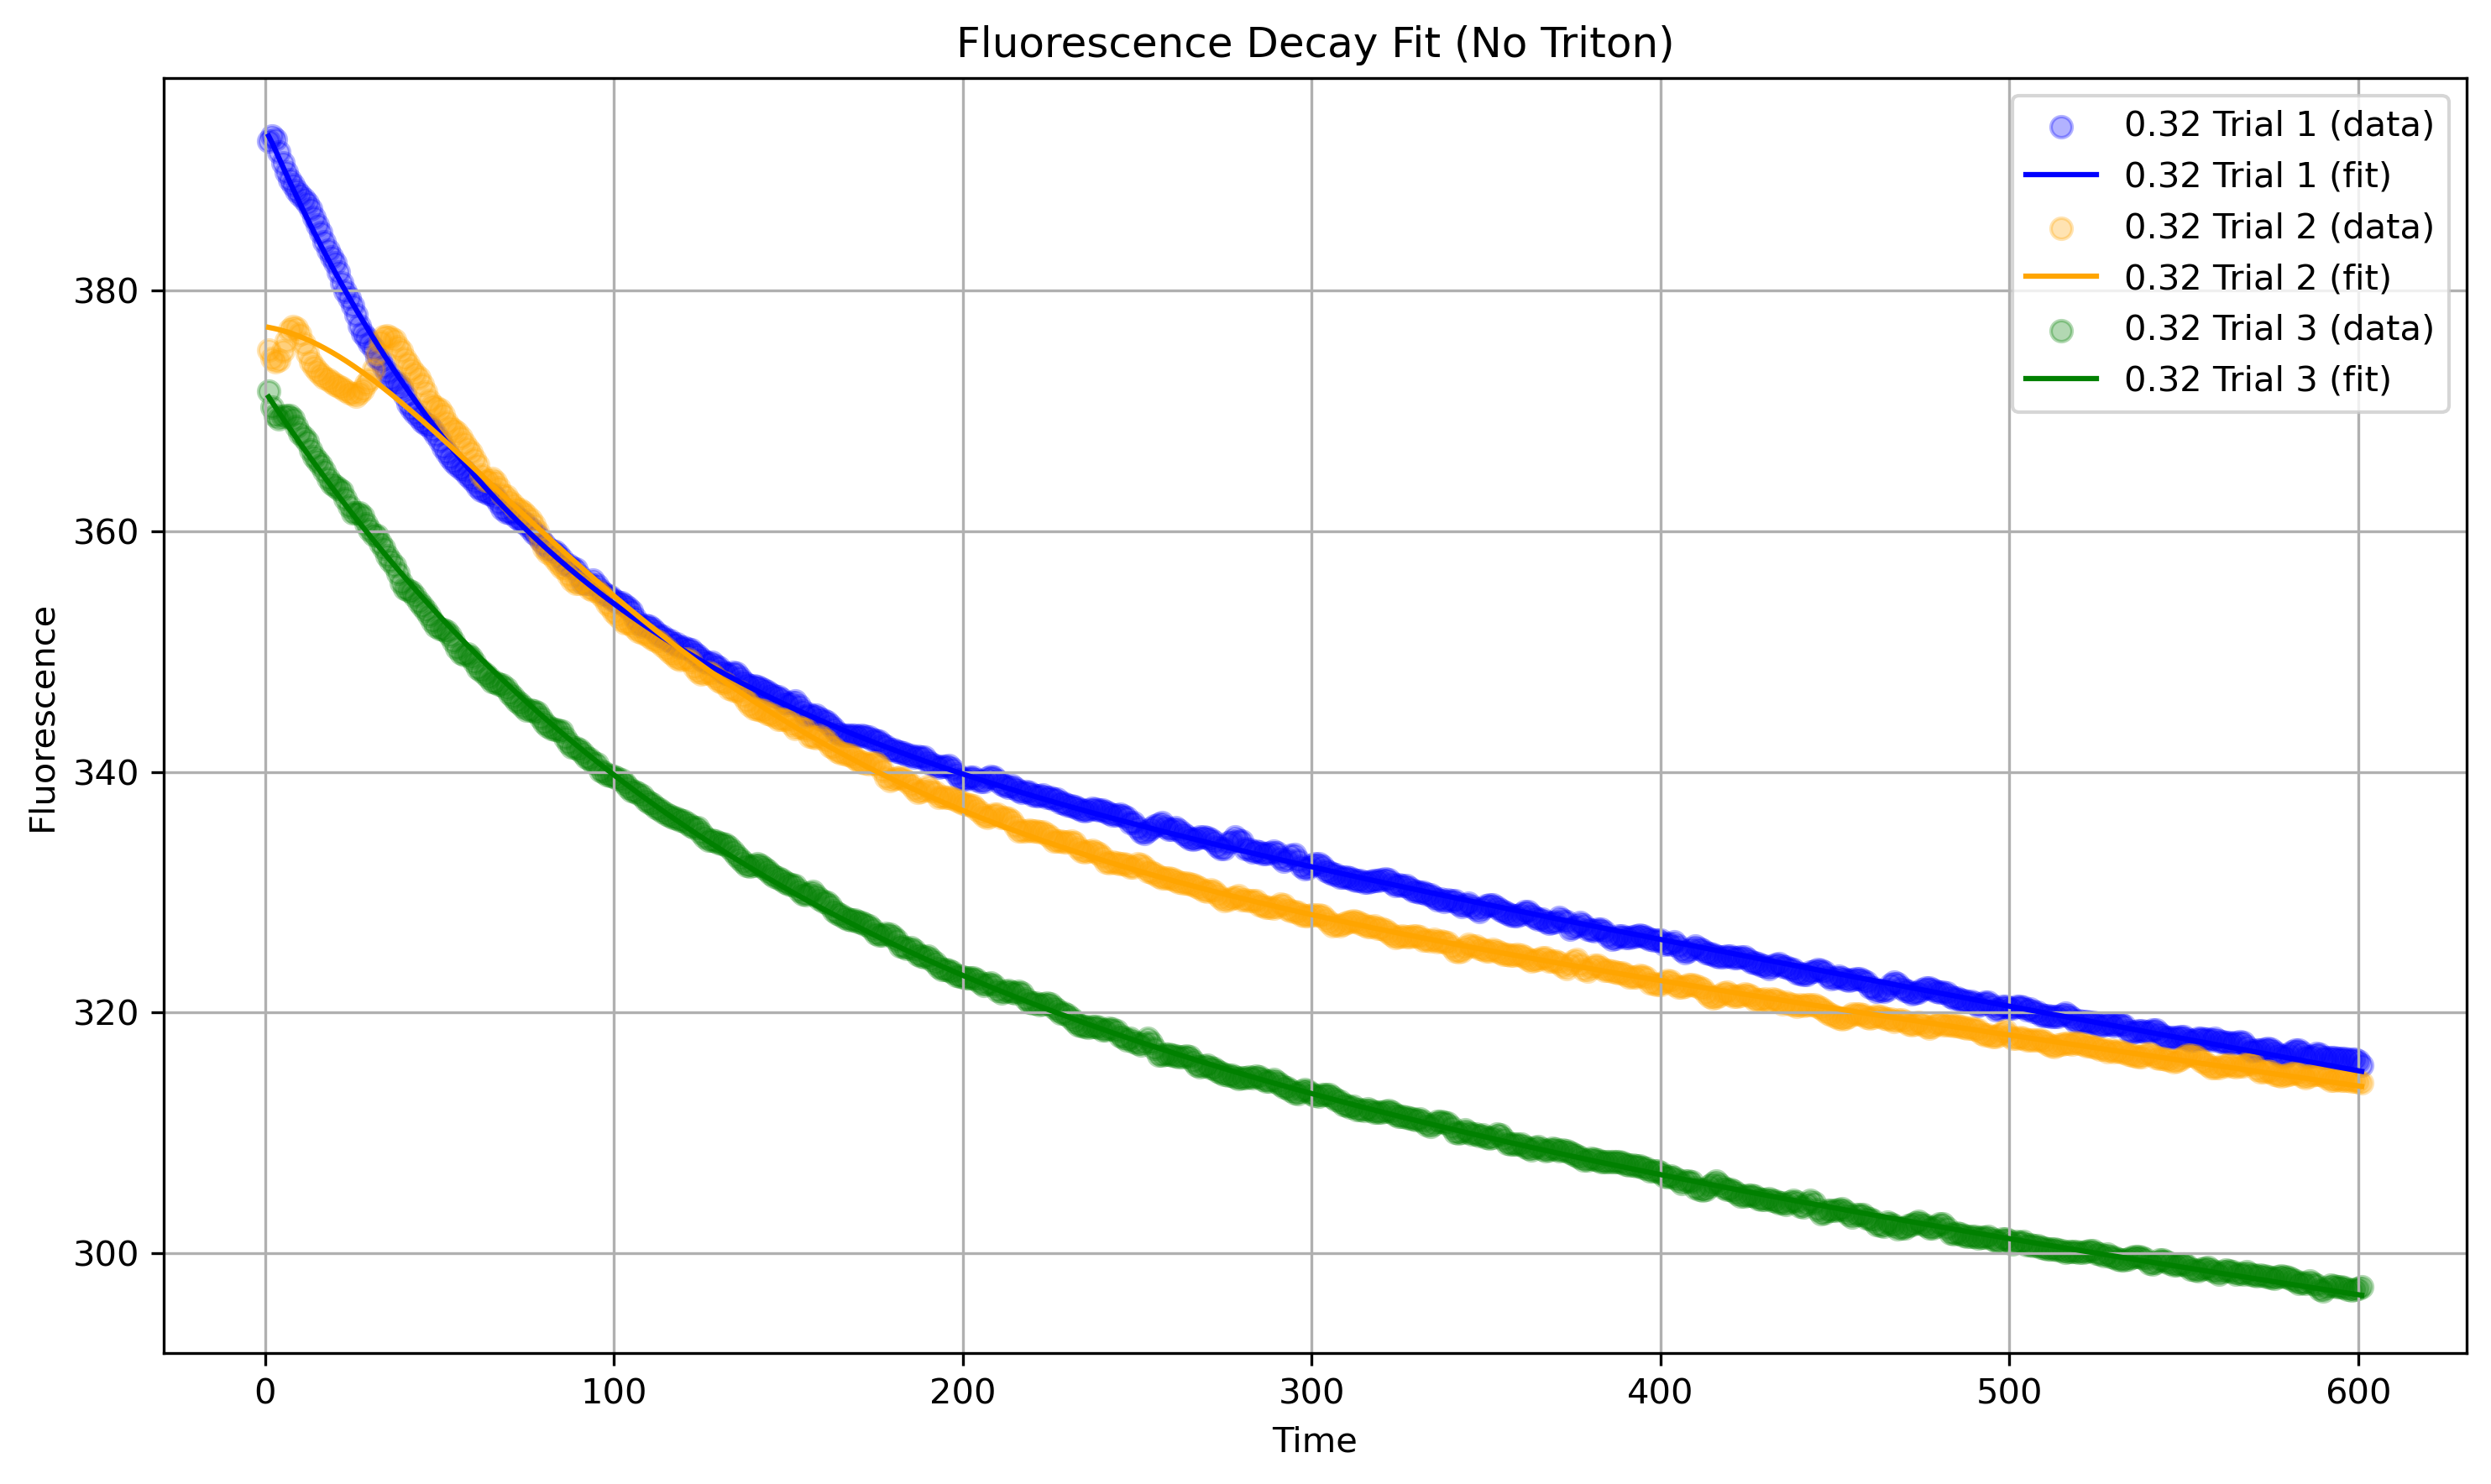 Fluorescence Decay Fit (No Triton)
0.32 Trial 1 (data)
0.32 Trial 1 (fit)
0.32 Trial 2 (data)
0.32 Trial 2 (fit)
0.32 Trial 3 (data)
0.32 Trial 3 (fit)
Fluorescence
380
360
340
320
300
0 100 200 300 400 500 600
Time